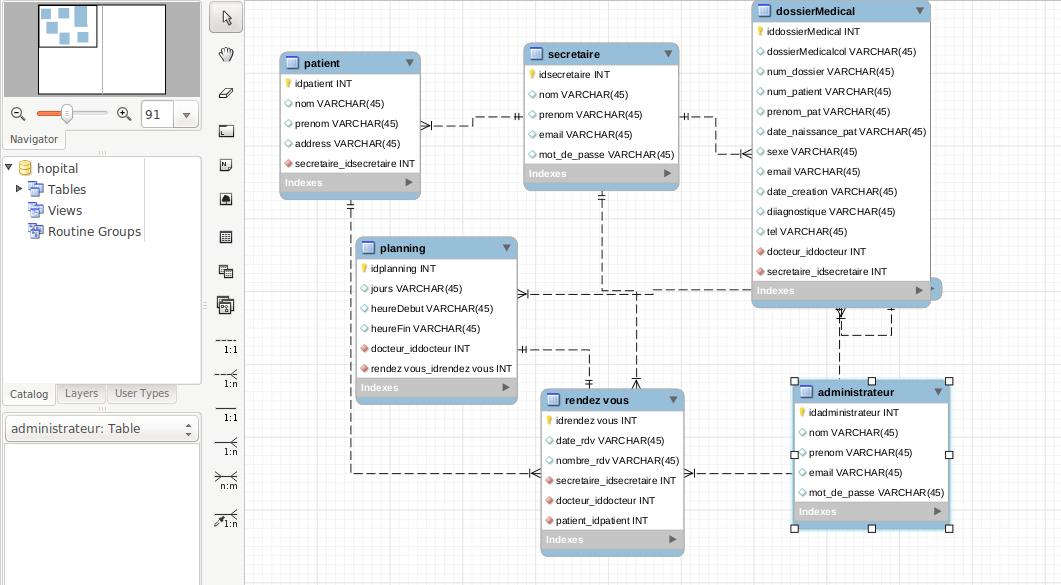 91
Navigator
hopital
Tables
Views
Routine Groups
Catalog
Layers
User Types
administrateur: Table
1:1
1:n
1:1
1:n
n:m
1:n
patient
idpatient INT
nom VARCHAR(45)
prenom VARCHAR(45)
address VARCHAR(45)
secretaire_idsecretaire INT
Indexes
secretaire
idsecretaire INT
nom VARCHAR(45)
prenom VARCHAR(45)
email VARCHAR(45)
mot_de_passe VARCHAR(45)
Indexes
dossierMedical
iddossierMedical INT
dossierMedicalcol VARCHAR(45)
num_dossier VARCHAR(45)
num_patient VARCHAR(45)
prenom_pat VARCHAR(45)
date_naissance_pat VARCHAR(45)
sexe VARCHAR(45)
email VARCHAR(45)
date_creation VARCHAR(45)
diiagnostique VARCHAR(45)
tel VARCHAR(45)
docteur_iddocteur INT
secretaire_idsecretaire INT
Indexes
planning
idplanning INT
jours VARCHAR(45)
heureDebut VARCHAR(45)
heureFin VARCHAR(45)
docteur_iddocteur INT
rendez vous_idrendez vous INT
Indexes
rendez vous
idrendez vous INT
date_rdv VARCHAR(45)
nombre_rdv VARCHAR(45)
secretaire_idsecretaire INT
docteur_iddocteur INT
patient_idpatient INT
Indexes
administrateur
idadministrateur INT
nom VARCHAR(45)
prenom VARCHAR(45)
email VARCHAR(45)
mot_de_passe VARCHAR(45)
Indexes